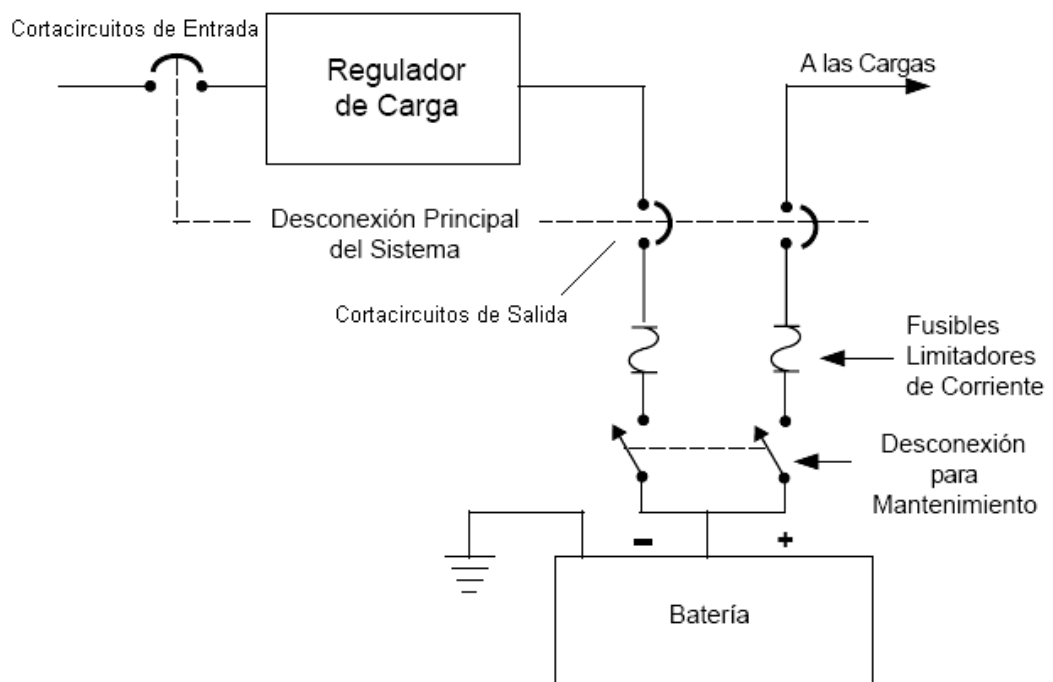 Cortacircuitos de Entrada
Regulador
de Carga
A las Cargas
Desconexión Principal
del Sistema
Cortacircuitos de Salida
Fusibles
Limitadores
de Corriente
Desconexión
para
Mantenimiento
- +
Batería